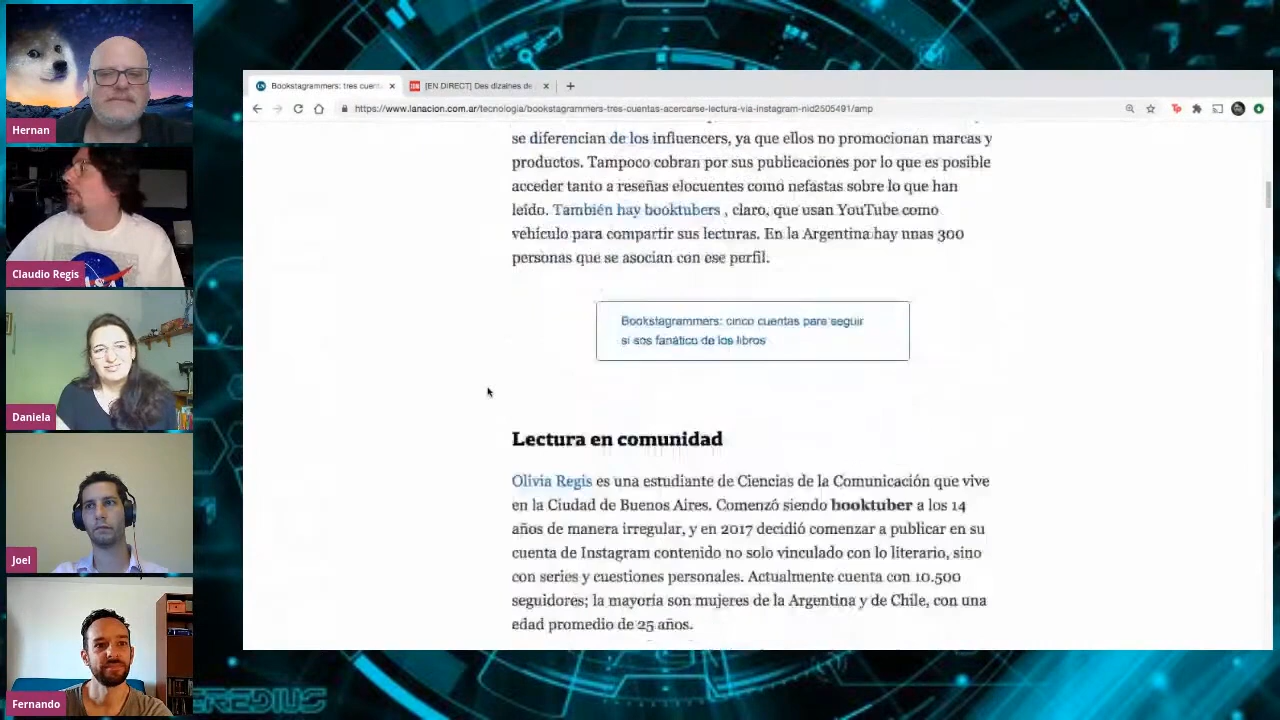 Hernan
Claudio Regis
Daniela
Joel
Fernando
Bookstagrammers: tres cuent
[EN DIRECT] Des dizaines de
https://www.lanacion.com.ar/tecnologia/bookstagrammers-tres-cuentas-acercarse-lectura-via-instagram-nid2505491/amp
se diferencian de los influencers, ya que ellos no promocionan marcas y
productos. Tampoco cobran por sus publicaciones por lo que es posible
acceder tanto a reseñas elocuentes como nefastas sobre lo que han
leído. También hay booktubers , claro, que usan YouTube como
vehículo para compartir sus lecturas. En la Argentina hay unas 300
personas que se asocian con ese perfil.
Bookstagrammers: cinco cuentas para seguir
si sos fanático de los libros
Lectura en comunidad
Olivia Regis es una estudiante de Ciencias de la Comunicación que vive
en la Ciudad de Buenos Aires. Comenzó siendo booktuber a los 14
años de manera irregular, y en 2017 decidió comenzar a publicar en su
cuenta de Instagram contenido no solo vinculado con lo literario, sino
con series y cuestiones personales. Actualmente cuenta con 10.500
seguidores; la mayoría son mujeres de la Argentina y de Chile, con una
edad promedio de 25 años.
EREDIUS